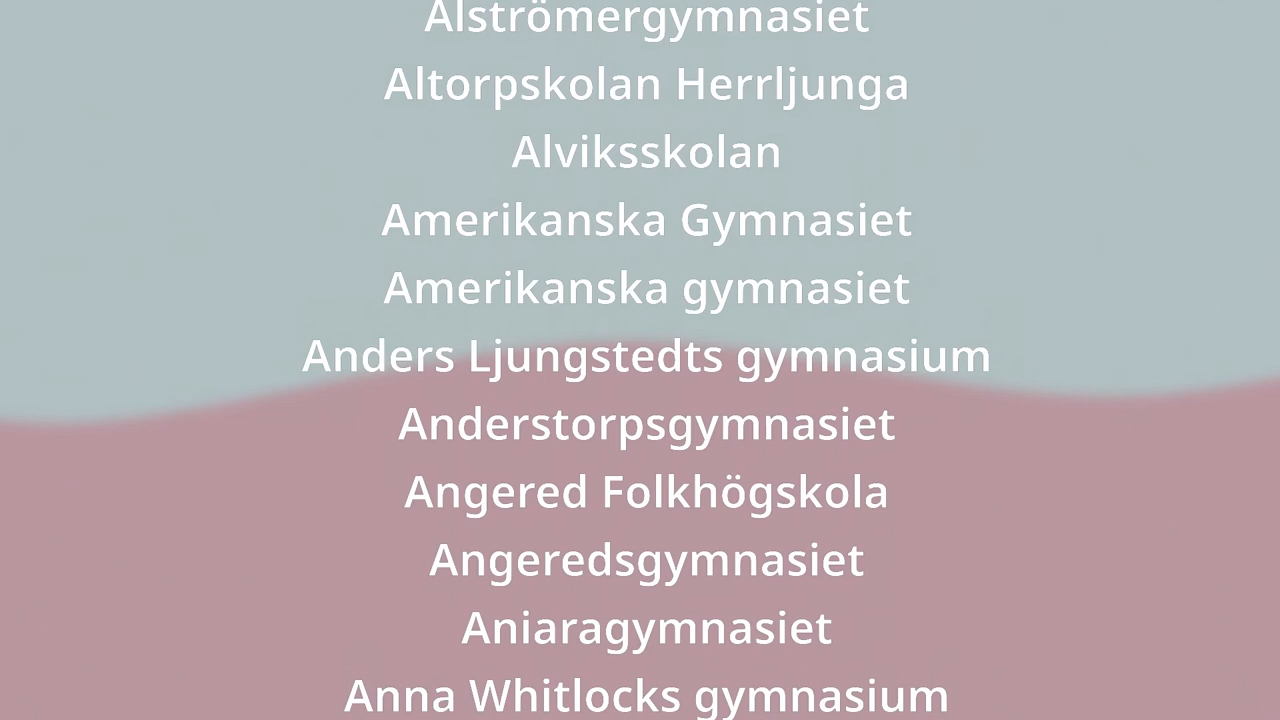 Alströmergymnasiet
Altorpskolan Herrljunga
Alviksskolan
Amerikanska Gymnasiet
Amerikanska gymnasiet
Anders Ljungstedts gymnasium
Anderstorpsgymnasiet
Angered Folkhögskola
Angeredsgymnasiet
Aniaragymnasiet
Anna Whitlocks gymnasium